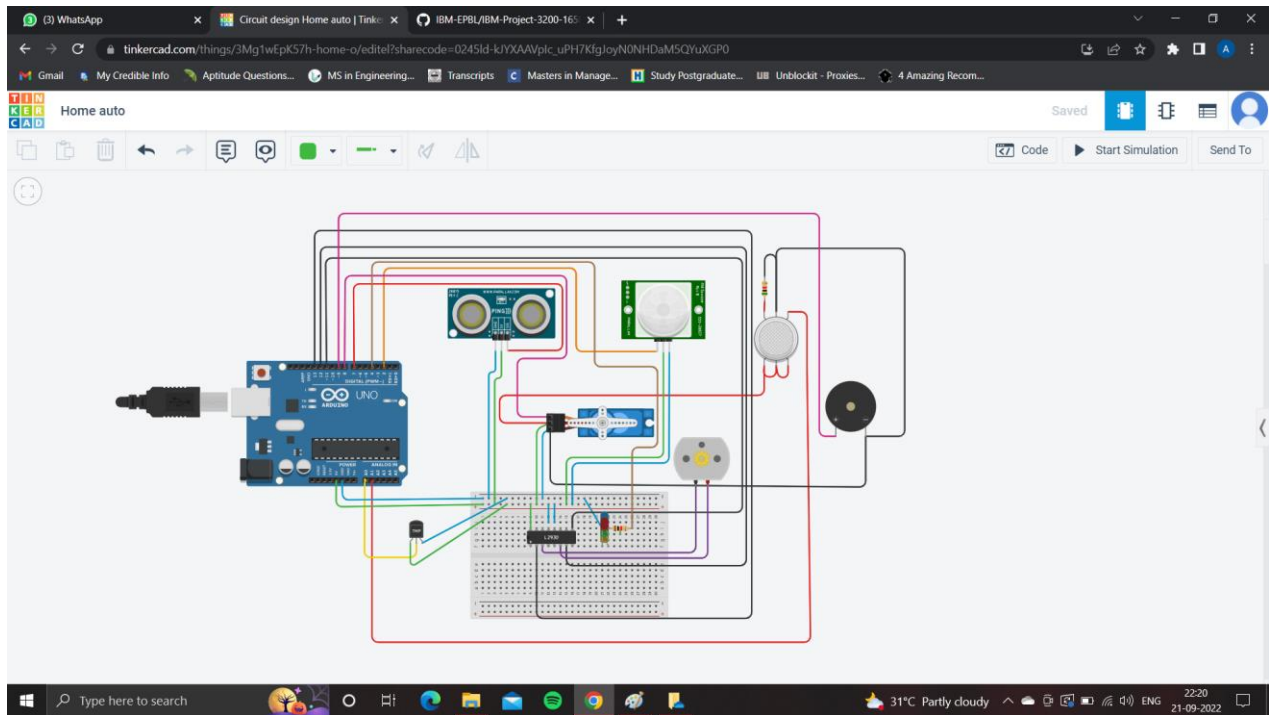 (3) WhatsApp
Circuit design Home auto | Tinke
IBM-EPBL/IBM-Project-3200-165
tinkercad.com/things/3Mg1wEpK57h-home-o/editel?sharecode=0245ld-kJYXAAVplc_uPH7KfgJoyN0NHDaM5QYuXGP0
Gmail
My Credible Info
Aptitude Questions...
MS in Engineering...
Transcripts
Masters in Manage...
Study Postgraduate...
Unblockit - Proxies...
4 Amazing Recom...
TIN
KER
CAD
Home auto
Saved
Code
Start Simulation
Send To
DIGITAL (PWM~)
UNO
ARDUINO
POWER
ANALOG IN
L293D
Type here to search
31°C Partly cloudy
ENG
22:20
21-09-2022